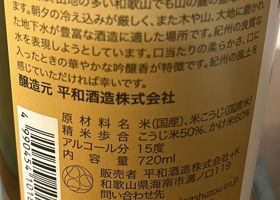 山地の多い和歌山でも山の
ます。朝夕の冷え込みが厳しく、また木や山、大地に磨かれ
た地下水が豊富な酒造に適した場所です。紀州の良質な
水を表現しようとしています。口当たりの柔らかさ、口に
入ったときの華やかな吟醸香が特徴です。紀州の風土を
感じていただければ幸いです。
醸造元 平和酒造株式会社
原材料名 米(国産)、米こうじ(国産米)
精米歩合 こうじ米50%、かけ米60%
アルコール分 15度
内容量 720ml
販売者 平和酒造株式会社+K
和歌山県海南市溝ノ口119
washuzou.co